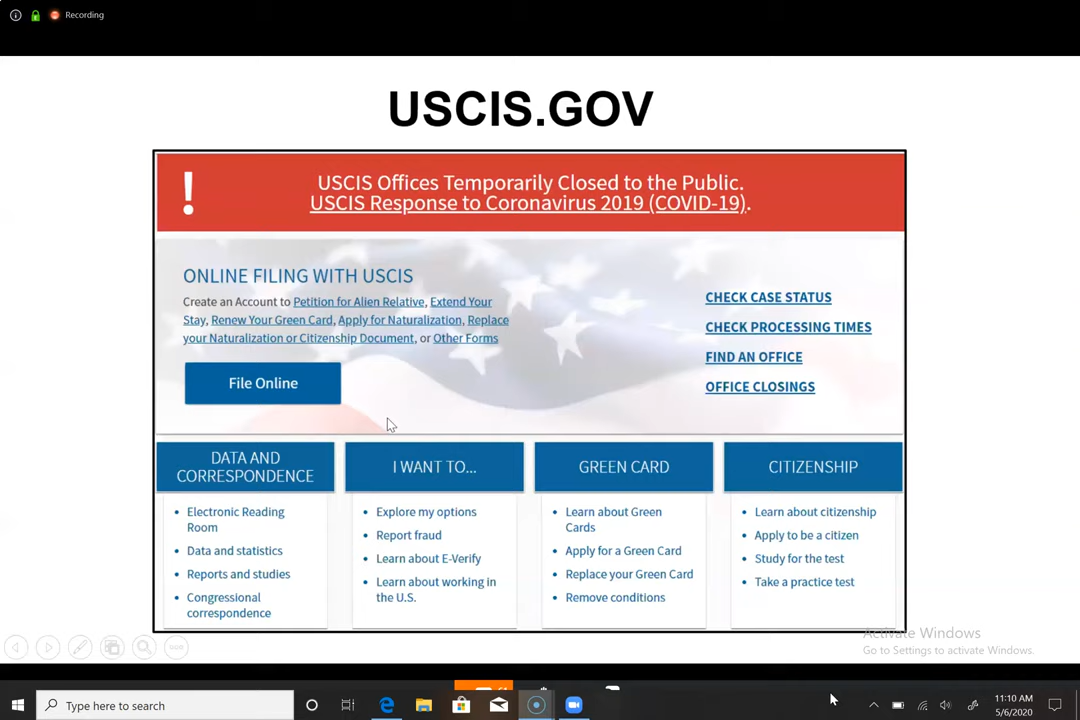 Recording
USCIS.GOV
!
USCIS Offices Temporarily Closed to the Public.
USCIS Response to Coronavirus 2019 (COVID-19).
ONLINE FILING WITH USCIS
Create an Account to Petition for Alien Relative, Extend Your
Stay, Renew Your Green Card, Apply for Naturalization, Replace
your Naturalization or Citizenship Document, or Other Forms
File Online
CHECK CASE STATUS
CHECK PROCESSING TIMES
FIND AN OFFICE
OFFICE CLOSINGS
DATA AND
CORRESPONDENCE
Electronic Reading
Room
Data and statistics
Reports and studies
Congressional
correspondence
I WANT TO...
Explore my options
Report fraud
Learn about E-Verify
Learn about working in
the U.S.
GREEN CARD
Learn about Green
Cards
Apply for a Green Card
Replace your Green Card
Remove conditions
CITIZENSHIP
Learn about citizenship
Apply to be a citizen
Study for the test
Take a practice test
Activate Windows
Go to Settings to activate Windows.
Type here to search
11:10 AM
5/6/2020